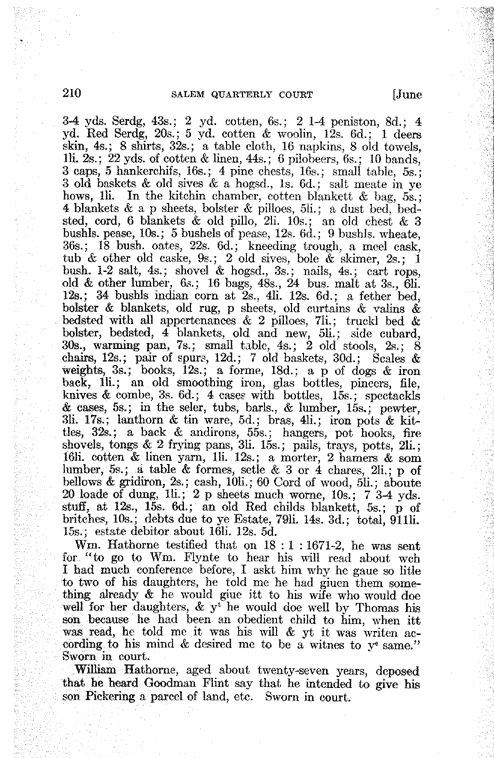 210 SALEM QUARTERLY COURT [June
3-4 yds. Serdg, 43s.; 2 yd. cotten, 6s.; 2 1-4 peniston, 8d.; 4
yd. Red Serdg, 20s.; 5 yd. cotten & woolin, 12s. 6d.; 1 deers
skin, 4s.; 8 shirts, 32s.; a table cloth, 16 napkins, 8 old towels,
1li. 2s.; 22 yds. of cotten & linen, 44s.; 6 pilobeers, 6s.; 10 bands,
3 caps, 5 hankerchifs, 16s.; 4 pine chests, 16s.; small table, 5s.;
3 old baskets & old sives & a hogsd., 1s. 6d.; salt meate in ye
hows, 1li. In the kitchin chamber, cotten blankett & bag, 5s.;
4 blankets & a p sheets, bolster & pilloes, 5li.; a dust bed, bed-
sted, cord, 6 blankets & old pillo, 2li. 10s.; an old chest & 3
bushls. pease, 10s.; 5 bushels of pease, 12s. 6d.; 9 bushls. wheate,
36s.; 18 bush. oates, 22s. 6d.; kneeding trough, a meel cask,
tub & other old caske, 9s.; 2 old sives, bole & skimer, 2s.; 1
bush. 1-2 salt, 4s.; shovel & hogsd., 3s.; nails, 4s.; cart rops,
old & other lumber, 6s.; 16 bags, 48s., 24 bus. malt at 3s., 6li.
12s.; 34 bushls indian corn at 2s., 4li. 12s. 6d.; a fether bed,
bolster & blankets, old rug, p sheets, old curtains & valins &
bedsted with all appertenances & 2 pilloes, 7li.; truckl bed &
bolster, bedsted, 4 blankets, old and new, 5li.; side cubard,
30s., warming pan, 7s.; small table, 4s.; 2 old stools, 2s.; 8
chairs, 12s.; pair of spurs, 12d.; 7 old baskets, 30d.; Scales &
weights, 3s.; books, 12s.; a forme, 18d.; a p of dogs & iron
back, 1li.; an old smoothing iron, glas bottles, pincers, file,
knives & combe, 3s. 6d.; 4 cases with bottles, 15s.; spectackls
& cases, 5s.; in the seler, tubs, barls., & lumber, 15s.; pewter,
3li. 17s.; lanthorn & tin ware, 5d.; bras, 4li.; iron pots & kit-
tles, 32s.; a back & andirons, 55s.; hangers, pot hooks, fire
shovels, tongs & 2 frying pans, 3li. 15s.; pails, trays, potts, 2li.;
16li. cotten & linen yarn, 1li. 12s.; a morter, 2 hamers & som
lumber, 5s.; a table & formes, setle & 3 or 4 chares, 2li.; p of
bellows & gridiron, 2s.; cash, 10li.; 60 Cord of wood, 5li.; aboute
20 loade of dung, 1li.; 2 p sheets much worne, 10s.; 7 3-4 yds.
stuff, at 12s., 15s. 6d.; an old Red childs blankett, 5s.; p of
britches, 10s.; debts due to ye Estate, 79li. 14s. 3d.; total, 911li.
15s.; estate debitor about 16li. 12s. 5d.
Wm. Hathorne testified that on 18 : 1 : 1671-2, he was sent
for "to go to Wm. Flynte to hear his will read about wch
I had much conference before, I askt him why he gaue so litle
to two of his daughters, he told me he had giuen them some-
thing already & he would giue itt to his wife who would doe
well for her daughters, & yᵗ he would doe well by Thomas his
son because he had been an obedient child to him, when itt
was read, he told me it was his will & yt it was writen ac-
cording to his mind & desired me to be a witnes to yᵉ same."
Sworn in court.
William Hathorne, aged about twenty-seven years, deposed
that he heard Goodman Flint say that he intended to give his
son Pickering a parcel of land, etc. Sworn in court.